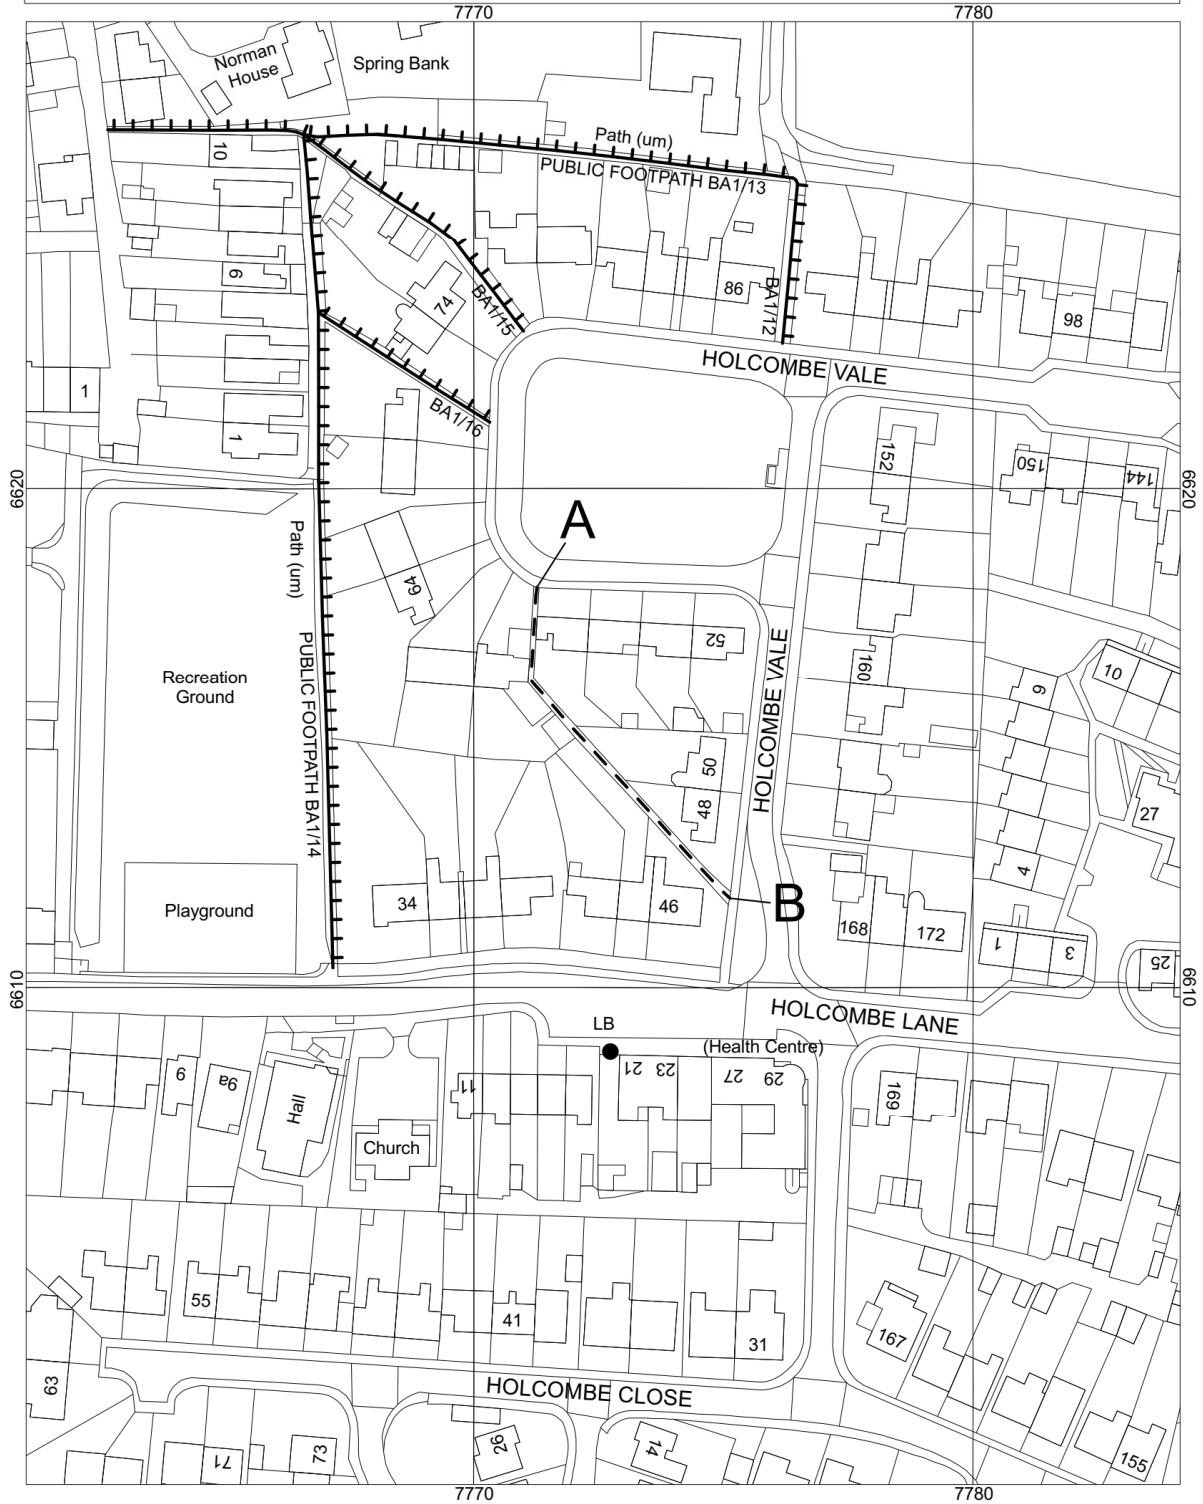 7770
7780
Norman
House
Spring Bank
Path (um)
10
PUBLIC FOOTPATH BA1/13
6
74
BA1/15
86
BA1/12
98
HOLCOMBE VALE
1
BA1/16
1
152
150
144
6620
6620
A
Path (um)
64
52
HOLCOMBE VALE
160
PUBLIC FOOTPATH BA1/14
Recreation
Ground
9
10
50
48
27
4
Playground
34
46
B
168
172
1
3
25
6610
6610
HOLCOMBE LANE
LB
(Health Centre)
21
23
27
29
9
9a
Hall
11
Church
169
55
41
31
167
63
HOLCOMBE CLOSE
71
73
26
14
155
7770
7780